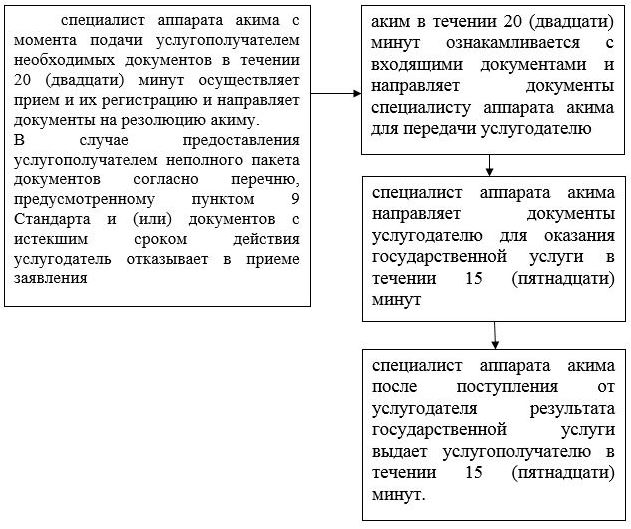 специалист аппарата акима с
момента подачи услугополучателем
необходимых документов в течении
20 (двадцати) минут осуществляет
прием и их регистрацию и направляет
документы на резолюцию акиму.
В случае предоставления
услугополучателем неполного пакета
документов согласно перечню,
предусмотренному пунктом 9
Стандарта и (или) документов с
истекшим сроком действия
услугодатель отказывает в приеме
заявления
аким в течении 20 (двадцати)
минут ознакамливается с
входящими документами и
направляет документы
специалисту аппарата акима
для передачи услугодателю
специалист аппарата акима
направляет документы
услугодателю для оказания
государственной услуги в
течении 15 (пятнадцати)
минут
специалист аппарата акима
после поступления от
услугодателя результата
государственной услуги
выдает услугополучателю в
течении 15 (пятнадцати)
минут.